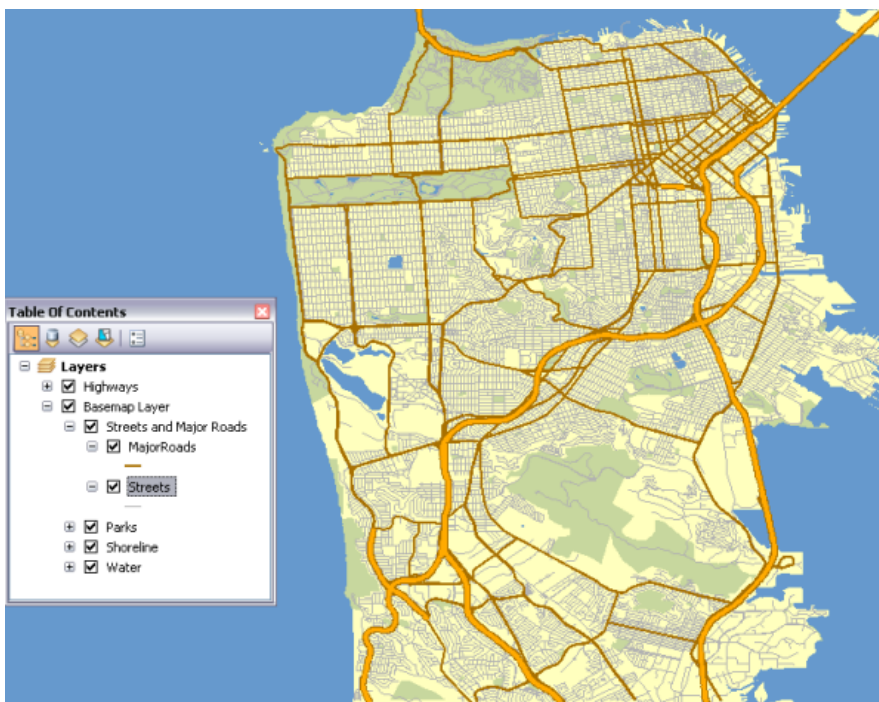 Table Of Contents
Layers
Highways
Basemap Layer
Streets and Major Roads
MajorRoads
Streets
Parks
Shoreline
Water